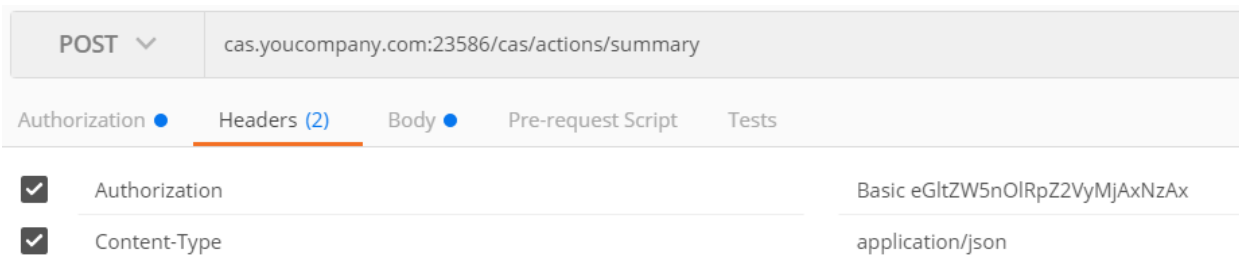 POST cas.youcompany.com:23586/cas/actions/summary
Authorization Headers (2) Body Pre-request Script Tests
Authorization Basic eGltZW5nOlRpZ2VyMjAxNzAx
Content-Type application/json